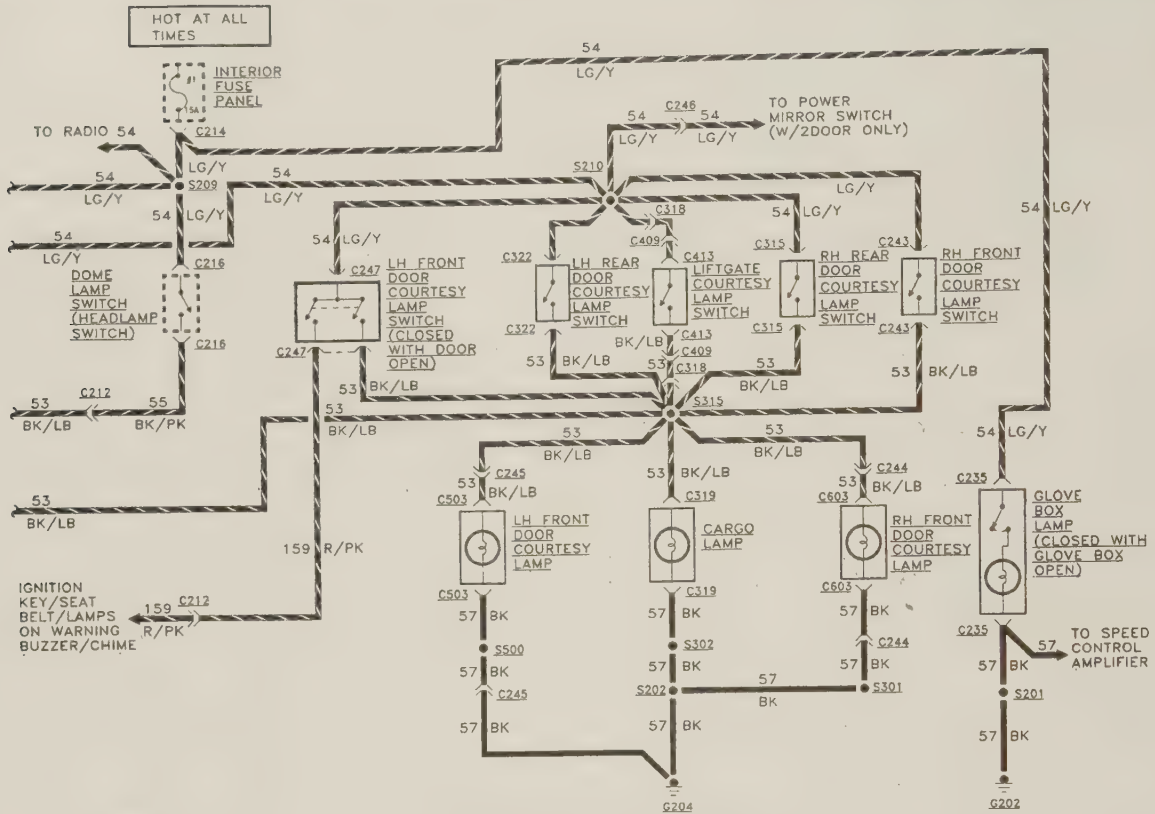 HOT AT ALL
TIMES
#1
15A
INTERIOR
FUSE
PANEL
C214
TO RADIO 54
LG/Y
54
LG/Y
54
LG/Y
S209
54
LG/Y
54 LG/Y
54
LG/Y
C216
DOME
LAMP
SWITCH
(HEADLAMP
SWITCH)
C216
53
BK/LB
C212
55
BK/PK
53
BK/LB
C246
54
LG/Y
54
LG/Y
TO POWER
MIRROR SWITCH
(W/2DOOR ONLY)
S210
LG/Y
54 LG/Y
C318
C409
54 LG/Y
C247
LH FRONT
DOOR
COURTESY
LAMP
SWITCH
(CLOSED
WITH DOOR
OPEN)
C247
C322
LH REAR
DOOR
COURTESY
LAMP
SWITCH
C322
C413
LIFTGATE
COURTESY
LAMP
SWITCH
C413
C315
RH REAR
DOOR
COURTESY
LAMP
SWITCH
C315
C243
RH FRONT
DOOR
COURTESY
LAMP
SWITCH
C243
54 LG/Y
53
BK/LB
53
BK/LB
BK/LB
C409
53
C318
53
BK/LB
53 BK/LB
S315
53
BK/LB
53
BK/LB
53
BK/LB
53 BK/LB
C245
53 BK/LB
C503
LH FRONT
DOOR
COURTESY
LAMP
C503
C319
CARGO
LAMP
C319
C244
53 BK/LB
C603
RH FRONT
DOOR
COURTESY
LAMP
C603
54 LG/Y
C235
GLOVE
BOX
LAMP
(CLOSED WITH
GLOVE BOX
OPEN)
C235
159 R/PK
IGNITION
KEY/SEAT
BELT/LAMPS
ON WARNING
BUZZER/CHIME
159
R/PK
C212
57 BK
S500
57 BK
C245
57 BK
57 BK
S302
57 BK
S202
57 BK
57
BK
57 BK
C244
57 BK
S301
57
TO SPEED
CONTROL
AMPLIFIER
57 BK
S201
57 BK
G204
G202